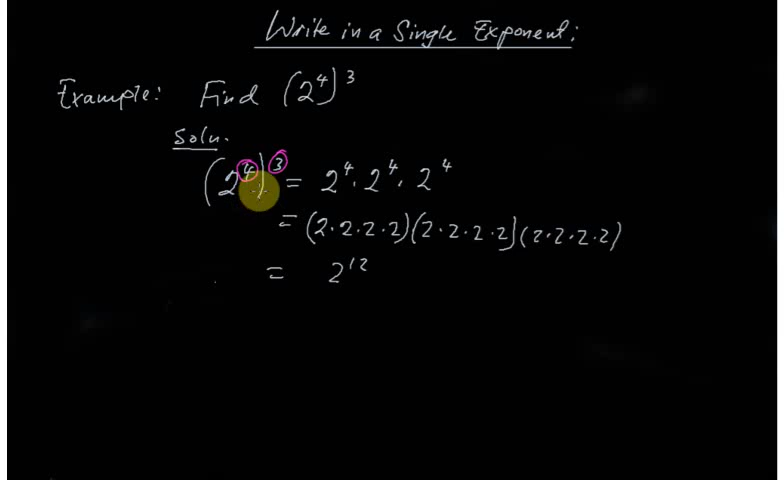 Write in a Single Exponent:
Example: Find (2⁴)³
Soln.
(2⁴)³ = 2⁴ · 2⁴ · 2⁴
= (2·2·2·2)(2·2·2·2)(2·2·2·2)
= 2¹²